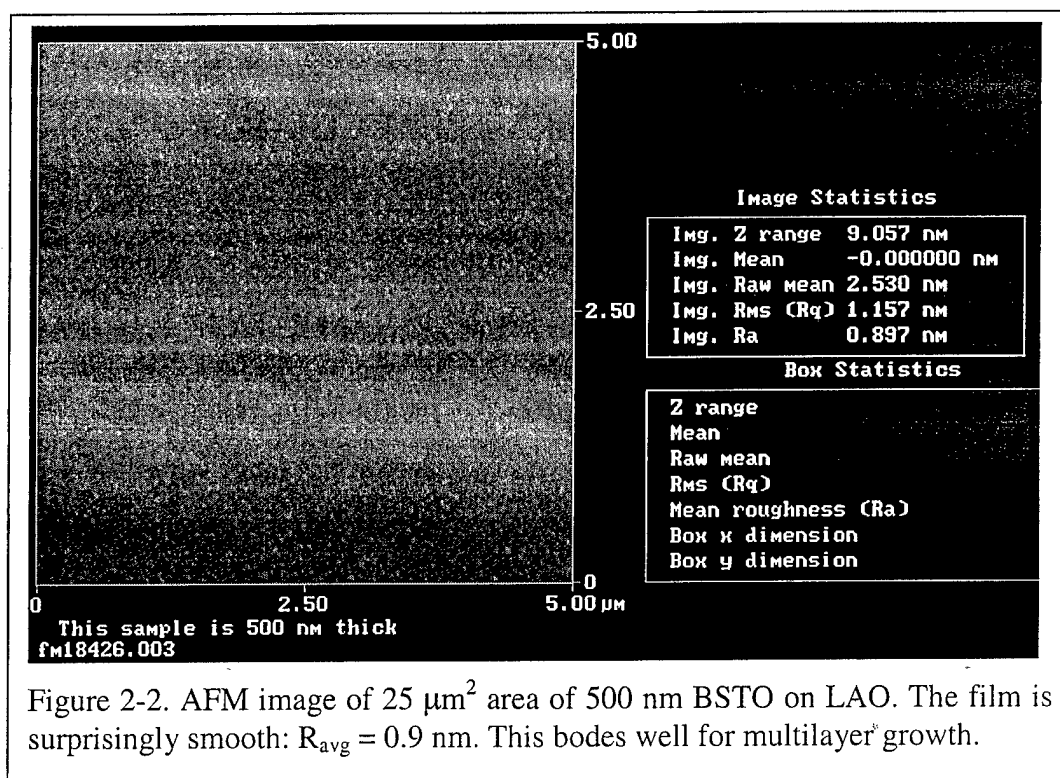 5.00
2.50
0
0 2.50 5.00 µm
This sample is 500 nm thick
fm18426.003
Image Statistics
Img. Z range 9.057 nm
Img. Mean -0.000000 nm
Img. Raw mean 2.530 nm
Img. Rms (Rq) 1.157 nm
Img. Ra 0.897 nm
Box Statistics
Z range
Mean
Raw mean
Rms (Rq)
Mean roughness (Ra)
Box x dimension
Box y dimension
Figure 2-2. AFM image of 25 µm² area of 500 nm BSTO on LAO. The film is
surprisingly smooth: Ravg = 0.9 nm. This bodes well for multilayer growth.